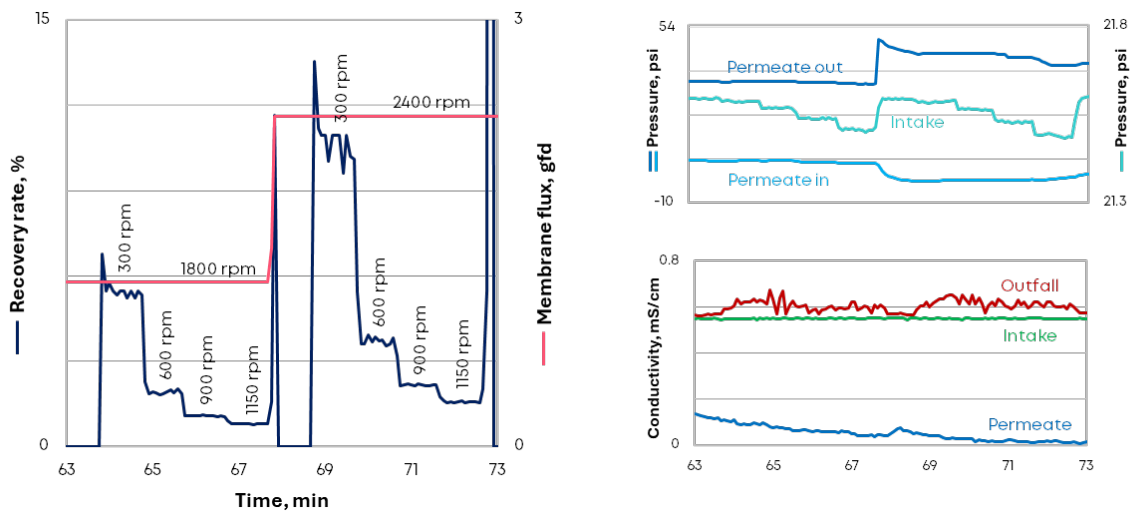 15
3
Recovery rate, %
300 rpm
1800 rpm
600 rpm
900 rpm
1150 rpm
300 rpm
2400 rpm
600 rpm
900 rpm
1150 rpm
Membrane flux, gfd
0
0
63
65
67
69
71
73
Time, min
54
21.8
Pressure, psi
Permeate out
Intake
Permeate in
Pressure, psi
-10
21.3
0.8
Conductivity, mS/cm
Outfall
Intake
Permeate
0
63
65
67
69
71
73